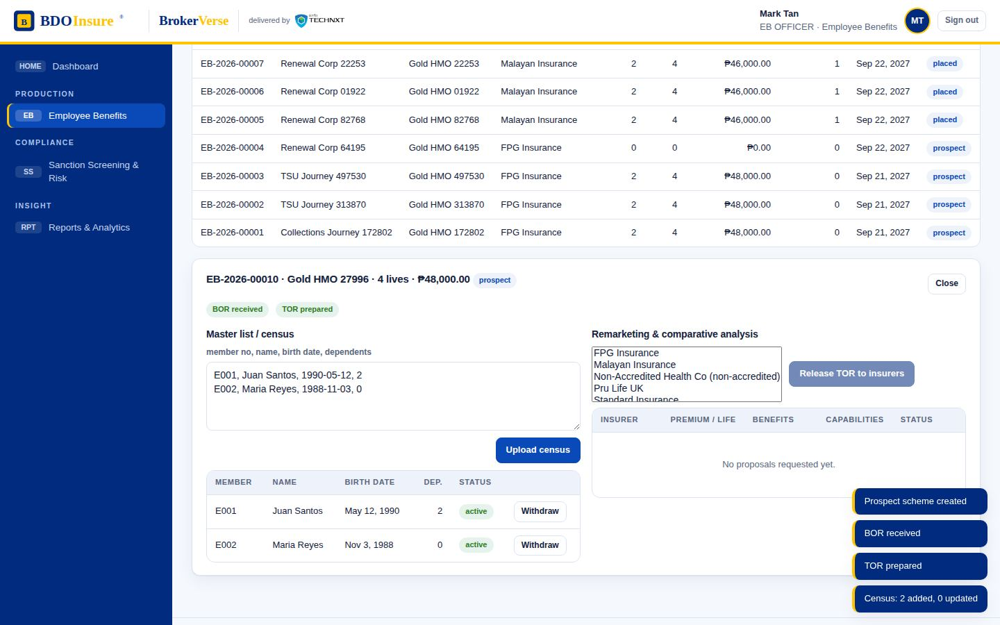 B BDOInsure ®
BrokerVerse
delivered by
TECHNXT
Mark Tan
EB OFFICER · Employee Benefits
MT
Sign out
HOME Dashboard
PRODUCTION
EB Employee Benefits
COMPLIANCE
SS Sanction Screening &
Risk
INSIGHT
RPT Reports & Analytics
EB-2026-00007 Renewal Corp 22253 Gold HMO 22253 Malayan Insurance 2 4 ₱46,000.00 1 Sep 22, 2027 placed
EB-2026-00006 Renewal Corp 01922 Gold HMO 01922 Malayan Insurance 2 4 ₱46,000.00 1 Sep 22, 2027 placed
EB-2026-00005 Renewal Corp 82768 Gold HMO 82768 Malayan Insurance 2 4 ₱46,000.00 1 Sep 22, 2027 placed
EB-2026-00004 Renewal Corp 64195 Gold HMO 64195 FPG Insurance 0 0 ₱0.00 0 Sep 22, 2027 prospect
EB-2026-00003 TSU Journey 497530 Gold HMO 497530 FPG Insurance 2 4 ₱48,000.00 0 Sep 21, 2027 prospect
EB-2026-00002 TSU Journey 313870 Gold HMO 313870 FPG Insurance 2 4 ₱48,000.00 0 Sep 21, 2027 prospect
EB-2026-00001 Collections Journey 172802 Gold HMO 172802 FPG Insurance 2 4 ₱48,000.00 0 Sep 21, 2027 prospect
EB-2026-00010 · Gold HMO 27996 · 4 lives · ₱48,000.00 prospect
Close
BOR received TOR prepared
Master list / census
member no, name, birth date, dependents
E001, Juan Santos, 1990-05-12, 2
E002, Maria Reyes, 1988-11-03, 0
Upload census
MEMBER NAME BIRTH DATE DEP. STATUS
E001 Juan Santos May 12, 1990 2 active Withdraw
E002 Maria Reyes Nov 3, 1988 0 active Withdraw
Remarketing & comparative analysis
FPG Insurance
Malayan Insurance
Non-Accredited Health Co (non-accredited)
Pru Life UK
Standard Insurance
Release TOR to insurers
INSURER PREMIUM / LIFE BENEFITS CAPABILITIES STATUS
No proposals requested yet.
Prospect scheme created
BOR received
TOR prepared
Census: 2 added, 0 updated